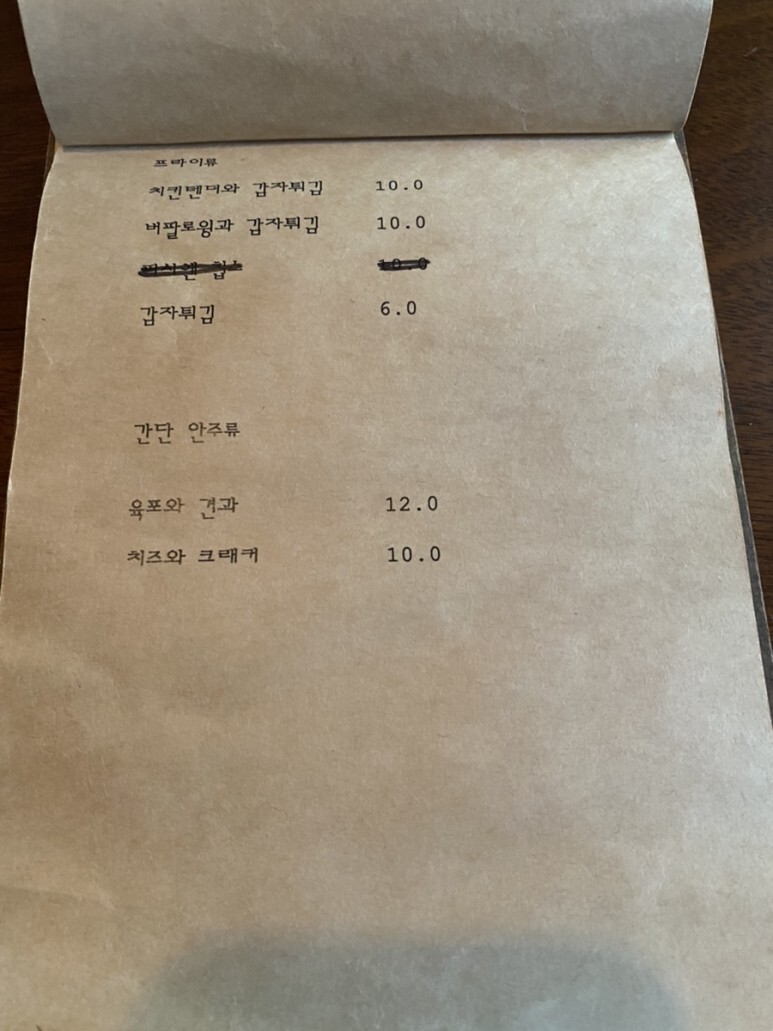 프라이류
치킨텐더와 감자튀김 10.0
버팔로윙과 감자튀김 10.0
10.0
감자튀김 6.0
간단 안주류
육포와 견과 12.0
치즈와 크래커 10.0